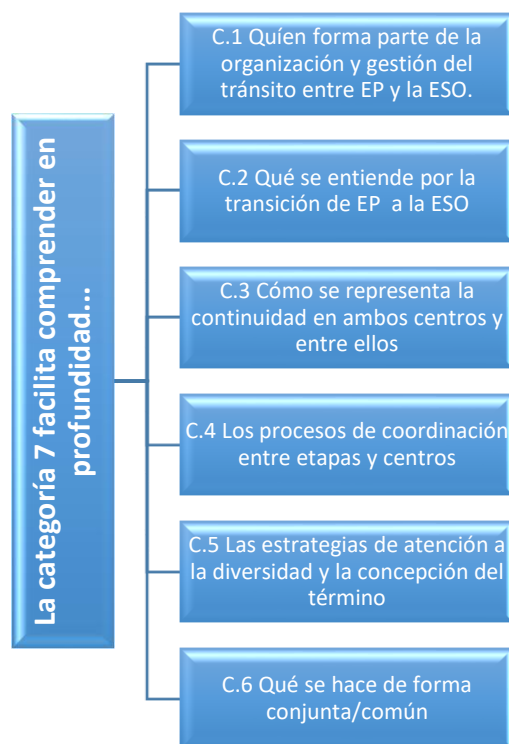 La categoría 7 facilita comprender en
profundidad...
C.1 Quíen forma parte de la
organización y gestión del
tránsito entre EP y la ESO.
C.2 Qué se entiende por la
transición de EP a la ESO
C.3 Cómo se representa la
continuidad en ambos centros y
entre ellos
C.4 Los procesos de coordinación
entre etapas y centros
C.5 Las estrategias de atención a
la diversidad y la concepción del
término
C.6 Qué se hace de forma
conjunta/común